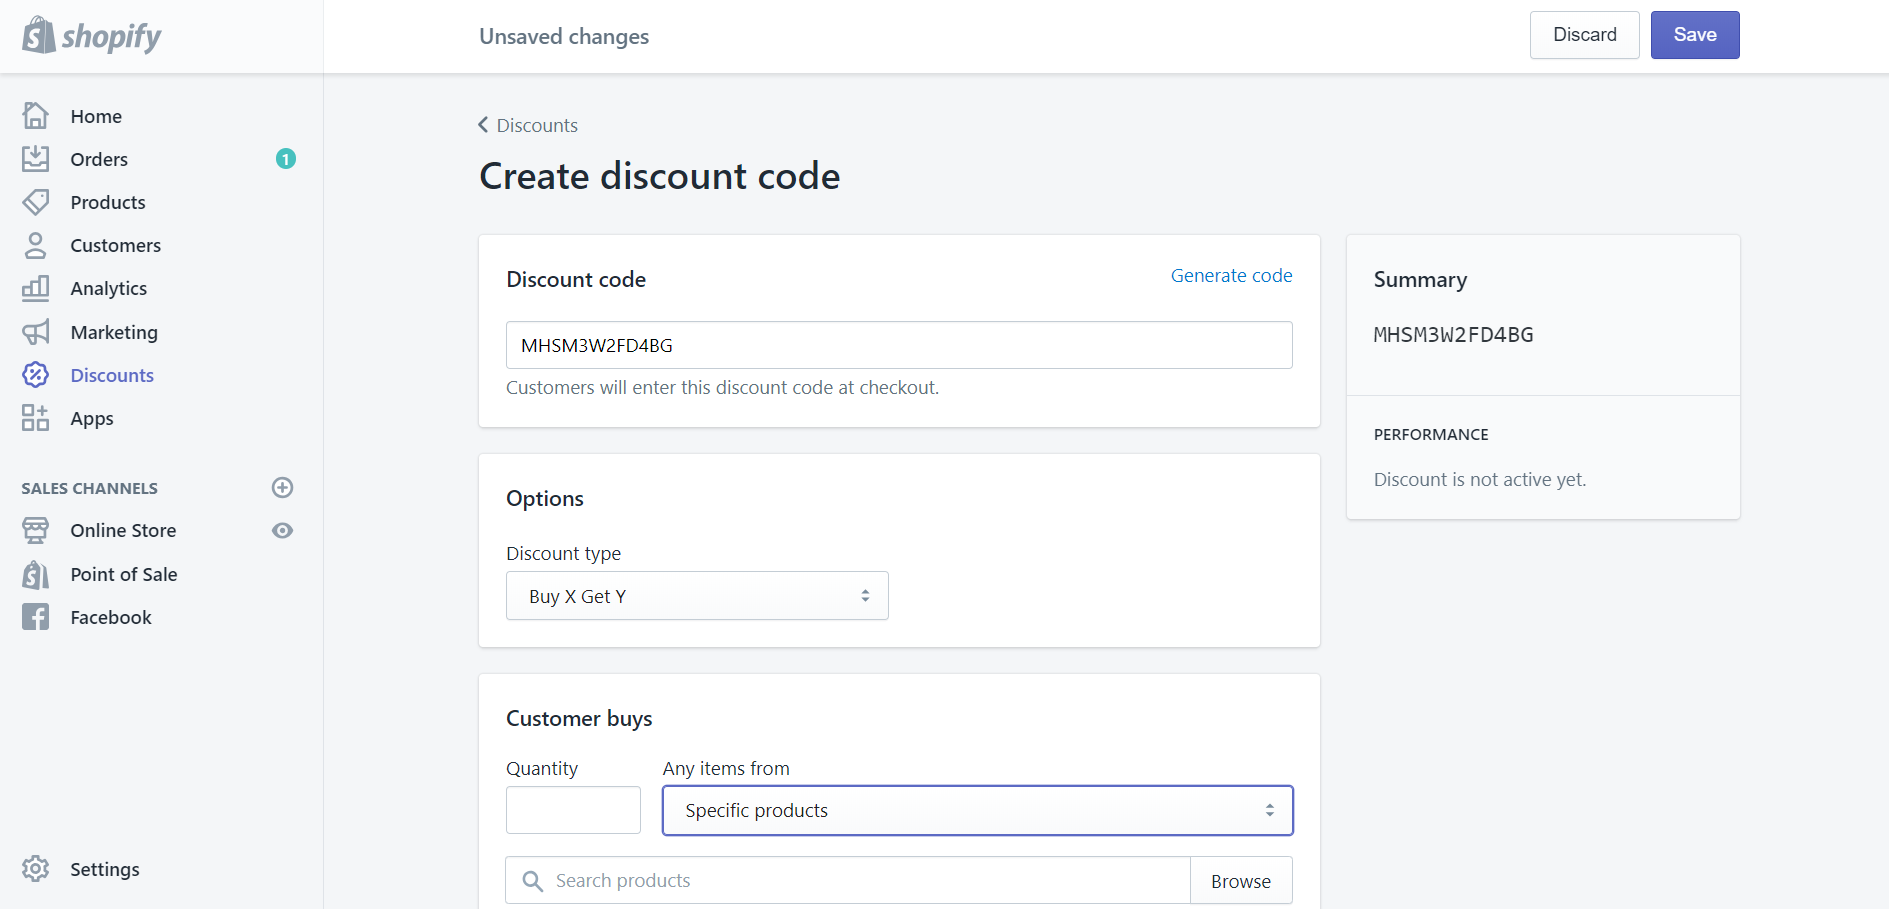 shopify
Unsaved changes
Discard
Save
Home
Orders
1
Products
Customers
Analytics
Marketing
Discounts
Apps
SALES CHANNELS
Online Store
Point of Sale
Facebook
Settings
Discounts
Create discount code
Discount code
Generate code
MHSM3W2FD4BG
Customers will enter this discount code at checkout.
Options
Discount type
Buy X Get Y
Customer buys
Quantity
Any items from
Specific products
Search products
Browse
Summary
MHSM3W2FD4BG
PERFORMANCE
Discount is not active yet.